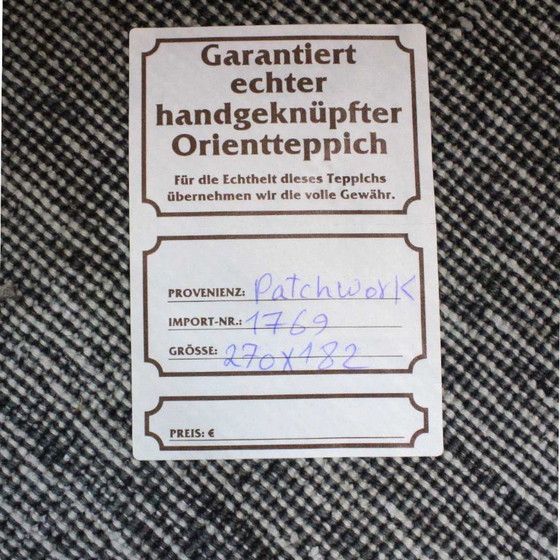 Garantiert
echter
handgeknüpfter
Orientteppich
Für die Echtheit dieses Teppichs
übernehmen wir die volle Gewähr.
PROVENIENZ: Patchwork
IMPORT-NR.: 1769
GRÖSSE: 270x182
PREIS: €